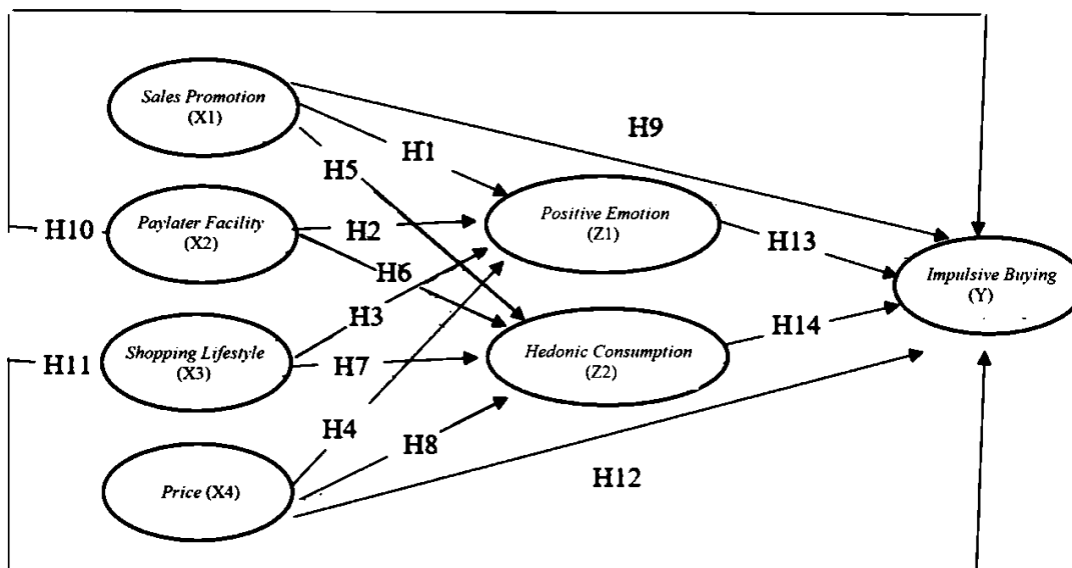 H9
Sales Promotion
(X1)
H1
H5
Positive Emotion
(Z1)
H10
Paylater Facility
(X2)
H2
H13
H6
Impulsive Buying
(Y)
H3
H14
Shopping Lifestyle
(X3)
H11
H7
Hedonic Consumption
(Z2)
H4
H8
Price (X4)
H12